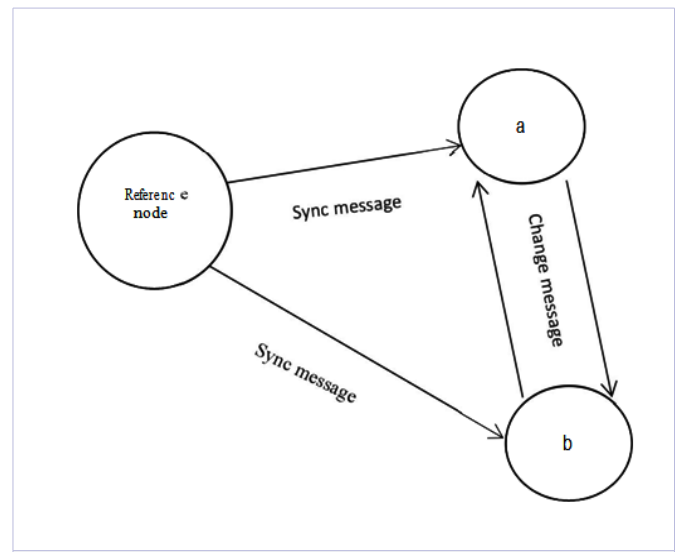 a
Referenc e
node
Sync message
Change message
Sync message
b